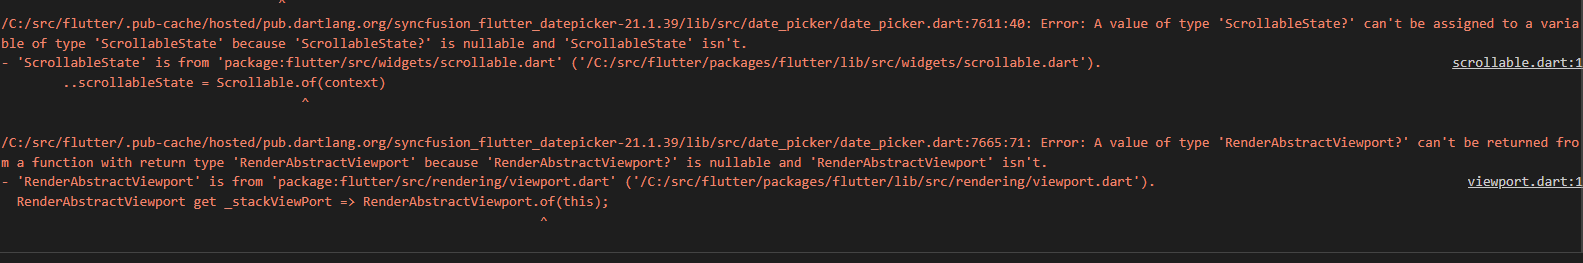 ^
/C:/src/flutter/.pub-cache/hosted/pub.dartlang.org/syncfusion_flutter_datepicker-21.1.39/lib/src/date_picker/date_picker.dart:7611:40: Error: A value of type 'ScrollableState?' can't be assigned to a varia
ble of type 'ScrollableState' because 'ScrollableState?' is nullable and 'ScrollableState' isn't.
- 'ScrollableState' is from 'package:flutter/src/widgets/scrollable.dart' ('/C:/src/flutter/packages/flutter/lib/src/widgets/scrollable.dart'). scrollable.dart:1
..scrollableState = Scrollable.of(context)
^
/C:/src/flutter/.pub-cache/hosted/pub.dartlang.org/syncfusion_flutter_datepicker-21.1.39/lib/src/date_picker/date_picker.dart:7665:71: Error: A value of type 'RenderAbstractViewport?' can't be returned fro
m a function with return type 'RenderAbstractViewport' because 'RenderAbstractViewport?' is nullable and 'RenderAbstractViewport' isn't.
- 'RenderAbstractViewport' is from 'package:flutter/src/rendering/viewport.dart' ('/C:/src/flutter/packages/flutter/lib/src/rendering/viewport.dart'). viewport.dart:1
RenderAbstractViewport get _stackViewPort => RenderAbstractViewport.of(this);
^